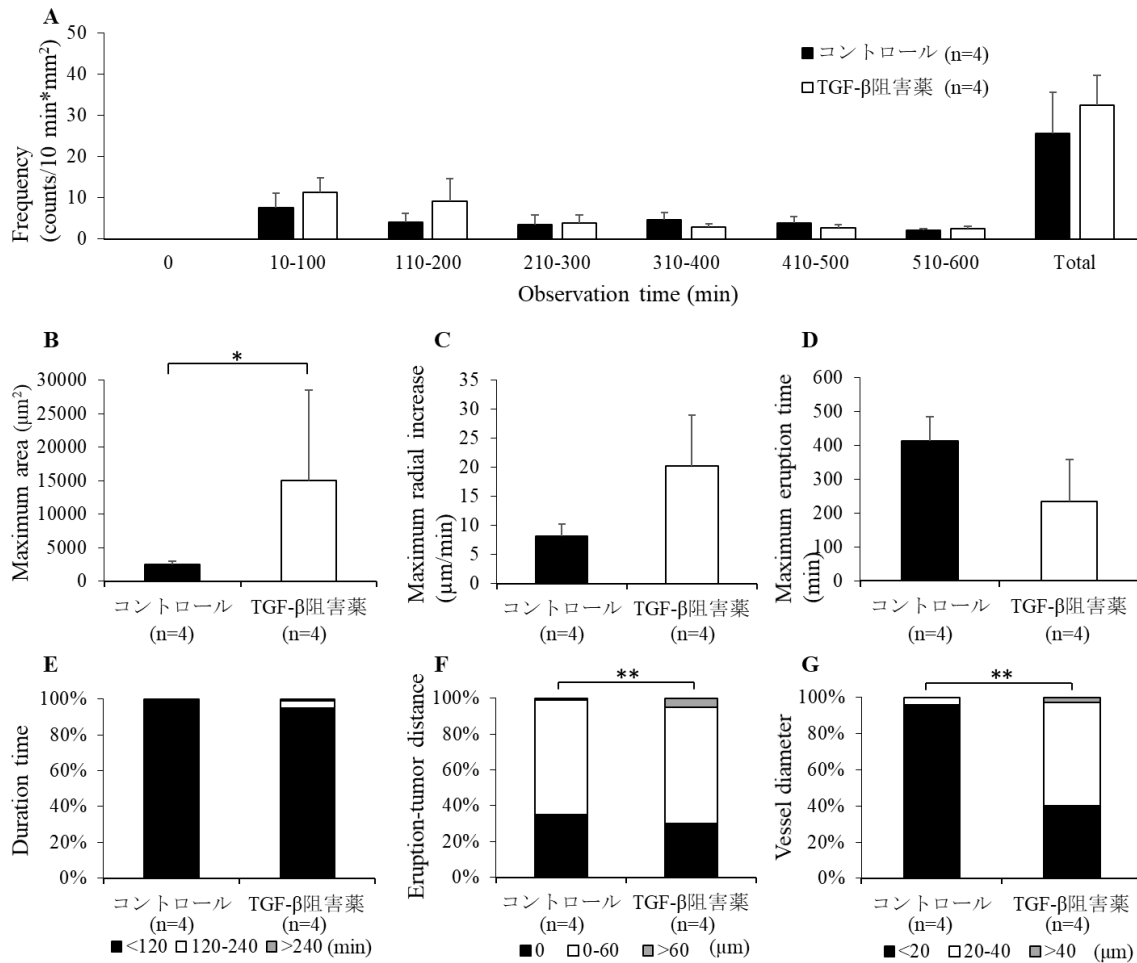 A
Frequency
(counts/10 min*mm²)
50
40
30
20
10
0
■コントロール (n=4)
□TGF-β阻害薬 (n=4)
0 10-100 110-200 210-300 310-400 410-500 510-600 Total
Observation time (min)
B
Maximum area (μm²)
30000
25000
20000
15000
10000
5000
0
*
コントロール TGF-β阻害薬
(n=4) (n=4)
C
Maximum radial increase
(μm/min)
35
30
25
20
15
10
5
0
コントロール TGF-β阻害薬
(n=4) (n=4)
D
Maximum eruption time
(min)
600
500
400
300
200
100
0
コントロール TGF-β阻害薬
(n=4) (n=4)
E
Duration time
100%
80%
60%
40%
20%
0%
コントロール TGF-β阻害薬
(n=4) (n=4)
■<120 □120-240 ■>240 (min)
F
Eruption-tumor distance
100%
80%
60%
40%
20%
0%
**
コントロール TGF-β阻害薬
(n=4) (n=4)
■0 □0-60 ■>60 (μm)
G
Vessel diameter
100%
80%
60%
40%
20%
0%
**
コントロール TGF-β阻害薬
(n=4) (n=4)
■<20 □20-40 ■>40 (μm)